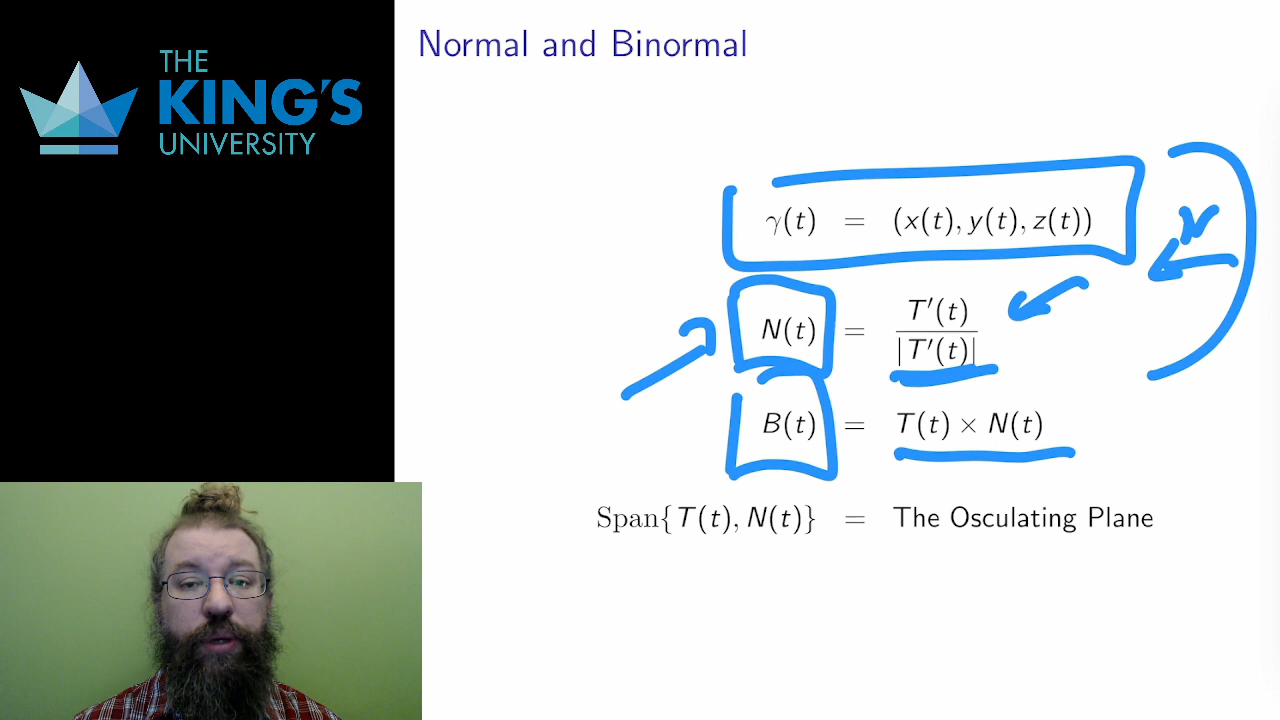 THE
KING'S
UNIVERSITY
Normal and Binormal
γ(t) = (x(t), y(t), z(t))
N
N(t) = T′(t) / |T′(t)|
B(t) = T(t) × N(t)
Span{T(t), N(t)} = The Osculating Plane